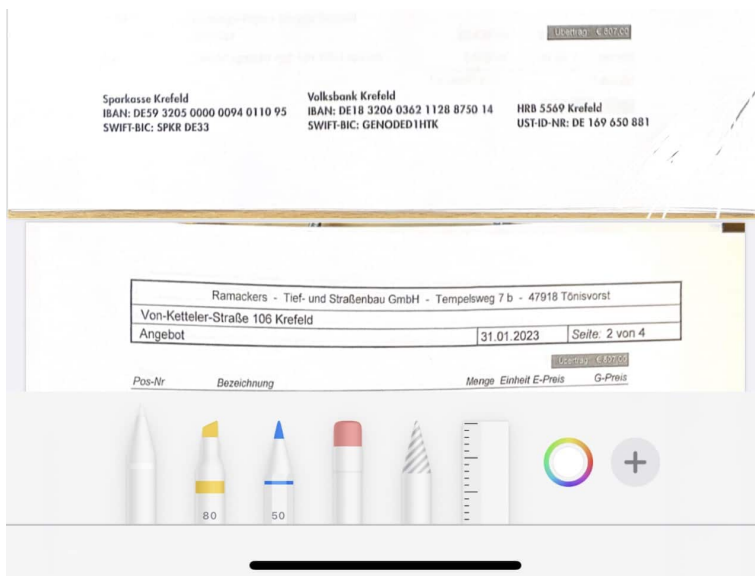 Übertrag: € 807,00
Sparkasse Krefeld
IBAN: DE59 3205 0000 0094 0110 95
SWIFT-BIC: SPKR DE33
Volksbank Krefeld
IBAN: DE18 3206 0362 1128 8750 14
SWIFT-BIC: GENODED1HTK
HRB 5569 Krefeld
UST-ID-NR: DE 169 650 881
Ramackers - Tief- und Straßenbau GmbH - Tempelsweg 7 b - 47918 Tönisvorst
Von-Ketteler-Straße 106 Krefeld
Angebot 31.01.2023 Seite: 2 von 4
Übertrag: € 807,00
Pos-Nr Bezeichnung Menge Einheit E-Preis G-Preis
80 50